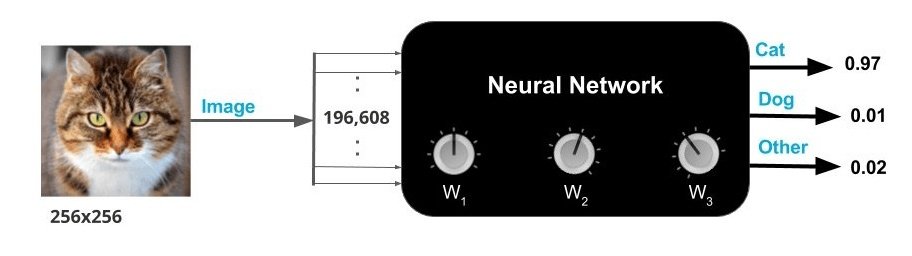 Image
256x256
196,608
Neural Network
W1
W2
W3
Cat
0.97
Dog
0.01
Other
0.02